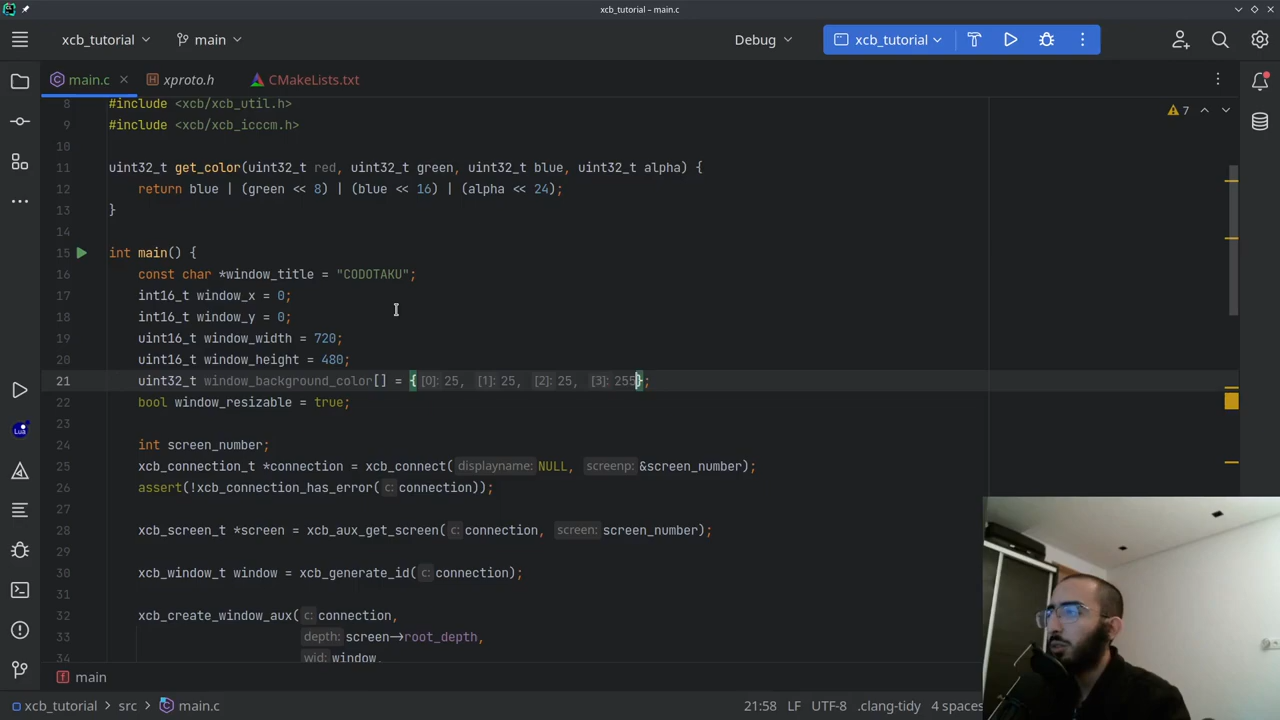 xcb_tutorial – main.c
xcb_tutorial main Debug xcb_tutorial
main.c xproto.h CMakeLists.txt
8 #include <xcb/xcb_util.h>
7
9 #include <xcb/xcb_icccm.h>
10
11 uint32_t get_color(uint32_t red, uint32_t green, uint32_t blue, uint32_t alpha) {
12 return blue | (green << 8) | (blue << 16) | (alpha << 24);
13 }
14
15 int main() {
16 const char *window_title = "CODOTAKU";
17 int16_t window_x = 0;
18 int16_t window_y = 0;
19 uint16_t window_width = 720;
20 uint16_t window_height = 480;
21 uint32_t window_background_color[] = {[0]: 25, [1]: 25, [2]: 25, [3]: 255};
22 bool window_resizable = true;
23
24 int screen_number;
25 xcb_connection_t *connection = xcb_connect(displayname: NULL, screenp: &screen_number);
26 assert(!xcb_connection_has_error(c: connection));
27
28 xcb_screen_t *screen = xcb_aux_get_screen(c: connection, screen: screen_number);
29
30 xcb_window_t window = xcb_generate_id(c: connection);
31
32 xcb_create_window_aux(c: connection,
33 depth: screen->root_depth,
34 wid: window,
Lua
main
xcb_tutorial src main.c 21:58 LF UTF-8 .clang-tidy 4 spaces